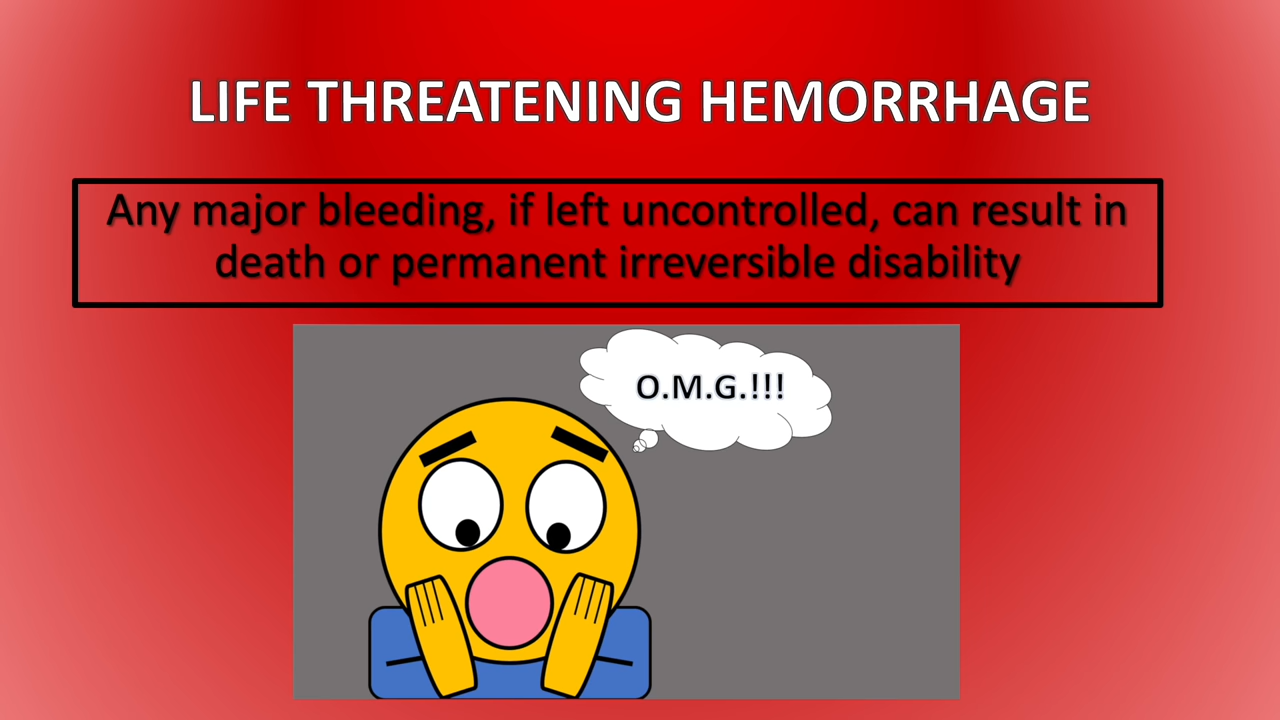 LIFE THREATENING HEMORRHAGE
Any major bleeding, if left uncontrolled, can result in
death or permanent irreversible disability
O.M.G.!!!